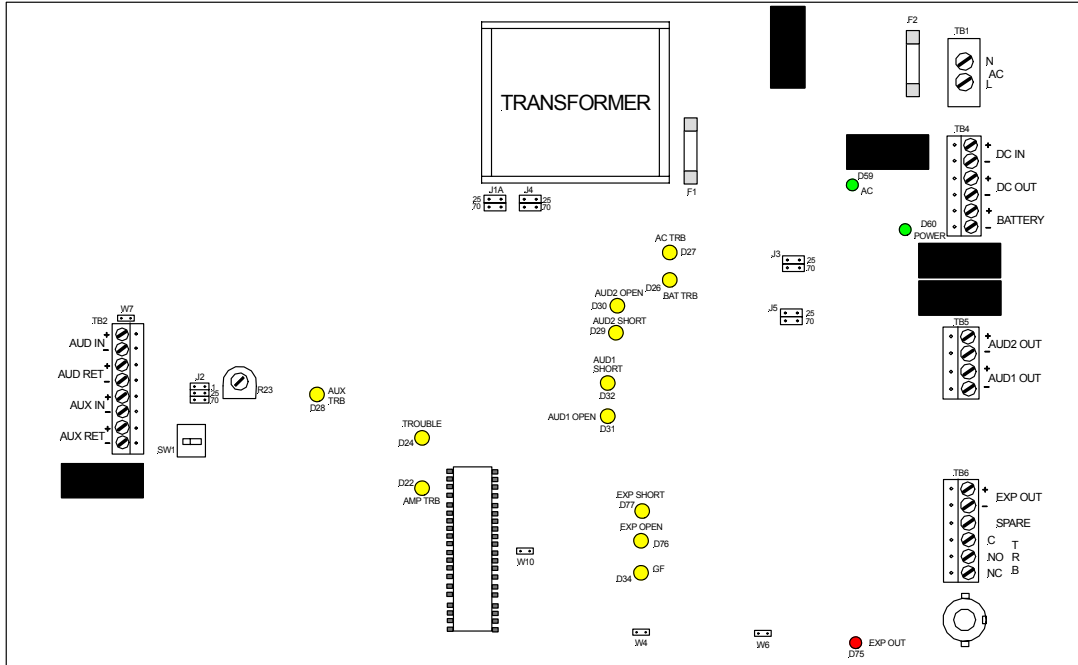 F2
TB1
N
AC
L
TRANSFORMER
F1
TB4
+
- DC IN
+
- DC OUT
+
- BATTERY
D59
AC
D60
POWER
J1A
25
70
J4
25
70
AC TRB
D27
D26
BAT TRB
J3
25
70
AUD2 OPEN
D30
AUD2 SHORT
D29
J5
25
70
W7
TB2
AUD IN +
-
AUD RET +
-
AUX IN +
-
AUX RET +
-
J2
1
25
70
R23
SW1
AUX
TRB
D28
AUD1
SHORT
D32
AUD1 OPEN
D31
TB5
+
- AUD2 OUT
+
- AUD1 OUT
TROUBLE
D24
D22
AMP TRB
W10
EXP SHORT
D77
EXP OPEN
D76
D34
GF
W4
W6
TB6
+
- EXP OUT
SPARE
C
NO
NC
T
R
B
EXP OUT
D75